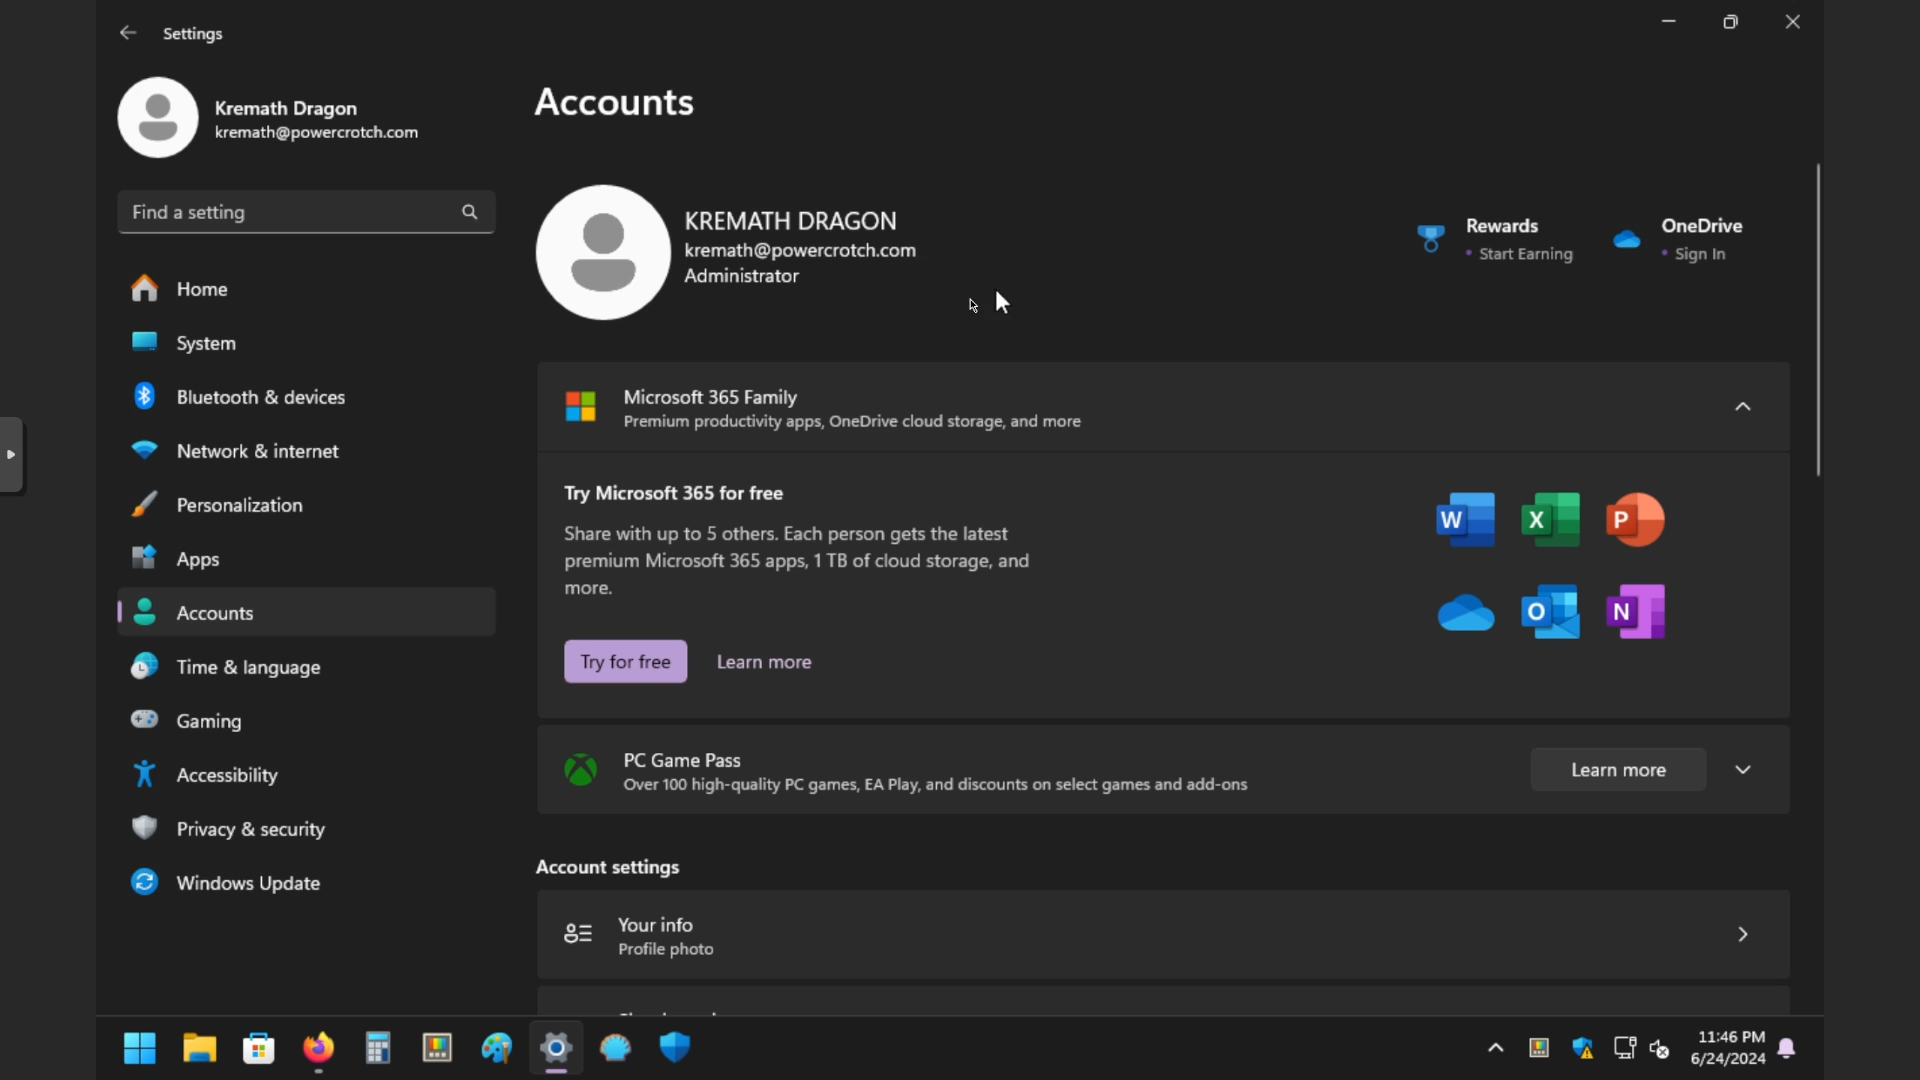 Settings
Kremath Dragon
kremath@powercrotch.com
Find a setting
Home
System
Bluetooth & devices
Network & internet
Personalization
Apps
Accounts
Time & language
Gaming
Accessibility
Privacy & security
Windows Update
Accounts
KREMATH DRAGON
kremath@powercrotch.com
Administrator
Rewards
• Start Earning
OneDrive
• Sign In
Microsoft 365 Family
Premium productivity apps, OneDrive cloud storage, and more
Try Microsoft 365 for free
Share with up to 5 others. Each person gets the latest
premium Microsoft 365 apps, 1 TB of cloud storage, and
more.
Try for free
Learn more
W
X
P
O
N
PC Game Pass
Over 100 high-quality PC games, EA Play, and discounts on select games and add-ons
Learn more
Account settings
Your info
Profile photo
11:46 PM
6/24/2024